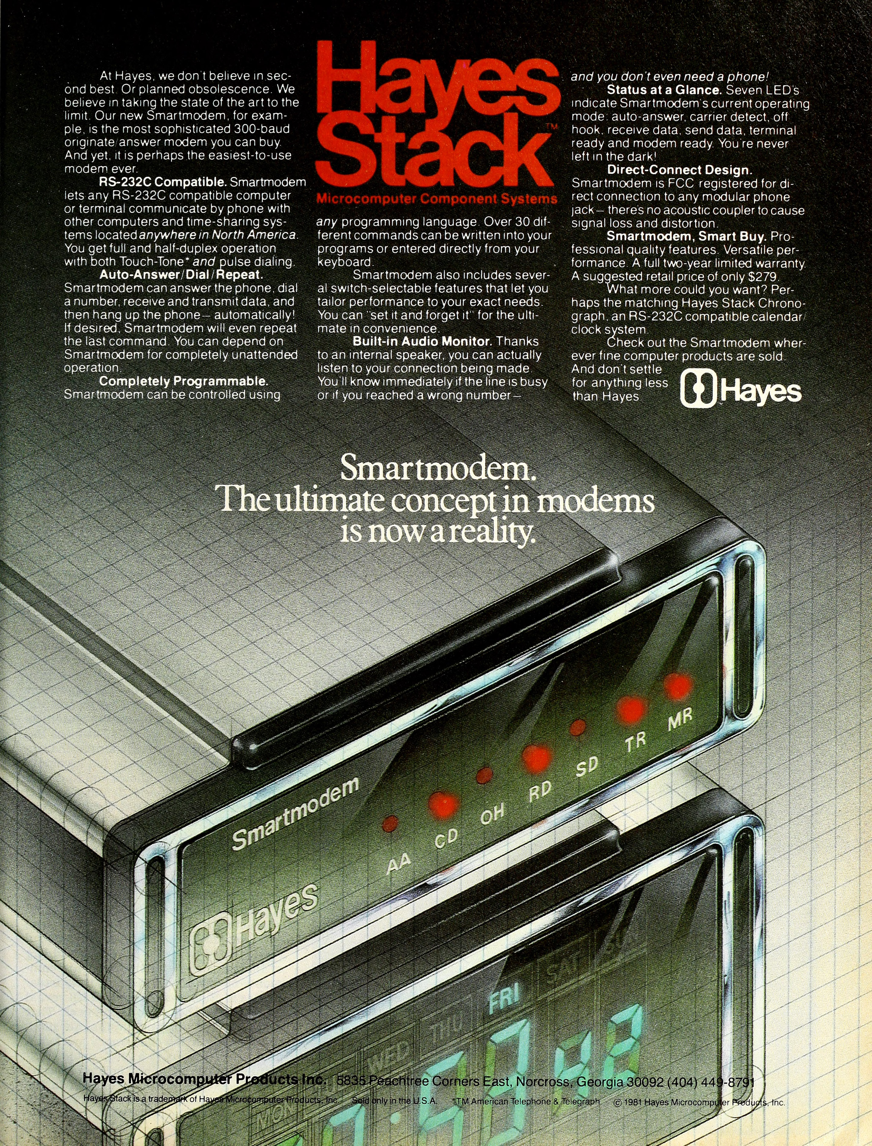 Hayes
Stack™
Microcomputer Component Systems
At Hayes, we don't believe in sec-
ond best. Or planned obsolescence. We
believe in taking the state of the art to the
limit. Our new Smartmodem, for exam-
ple, is the most sophisticated 300-baud
originate/answer modem you can buy.
And yet, it is perhaps the easiest-to-use
modem ever.
RS-232C Compatible. Smartmodem
lets any RS-232C compatible computer
or terminal communicate by phone with
other computers and time-sharing sys-
tems located anywhere in North America.
You get full and half-duplex operation
with both Touch-Tone* and pulse dialing.
Auto-Answer/Dial/Repeat.
Smartmodem can answer the phone, dial
a number, receive and transmit data, and
then hang up the phone—automatically!
If desired, Smartmodem will even repeat
the last command. You can depend on
Smartmodem for completely unattended
operation.
Completely Programmable.
Smartmodem can be controlled using
any programming language. Over 30 dif-
ferent commands can be written into your
programs or entered directly from your
keyboard.
Smartmodem also includes sever-
al switch-selectable features that let you
tailor performance to your exact needs.
You can "set it and forget it" for the ulti-
mate in convenience.
Built-in Audio Monitor. Thanks
to an internal speaker, you can actually
listen to your connection being made.
You'll know immediately if the line is busy
or if you reached a wrong number—
and you don't even need a phone!
Status at a Glance. Seven LED's
indicate Smartmodem's current operating
mode: auto-answer, carrier detect, off
hook, receive data, send data, terminal
ready and modem ready. You're never
left in the dark!
Direct-Connect Design.
Smartmodem is FCC registered for di-
rect connection to any modular phone
jack—there's no acoustic coupler to cause
signal loss and distortion.
Smartmodem, Smart Buy. Pro-
fessional quality features. Versatile per-
formance. A full two-year limited warranty.
A suggested retail price of only $279.
What more could you want? Per-
haps the matching Hayes Stack Chrono-
graph, an RS-232C compatible calendar/
clock system.
Check out the Smartmodem wher-
ever fine computer products are sold.
And don't settle
for anything less
than Hayes.
Hayes
Smartmodem.
The ultimate concept in modems
is now a reality.
Smartmodem
AA CD OH RD SD TR MR
Hayes
MON WED THU FRI SAT SUN
Hayes Microcomputer Products Inc. 5835 Peachtree Corners East, Norcross, Georgia 30092 (404) 449-8791
Hayes Stack is a trademark of Hayes Microcomputer Products, Inc. Sold only in the U.S.A. *TM American Telephone & Telegraph © 1981 Hayes Microcomputer Products, Inc.